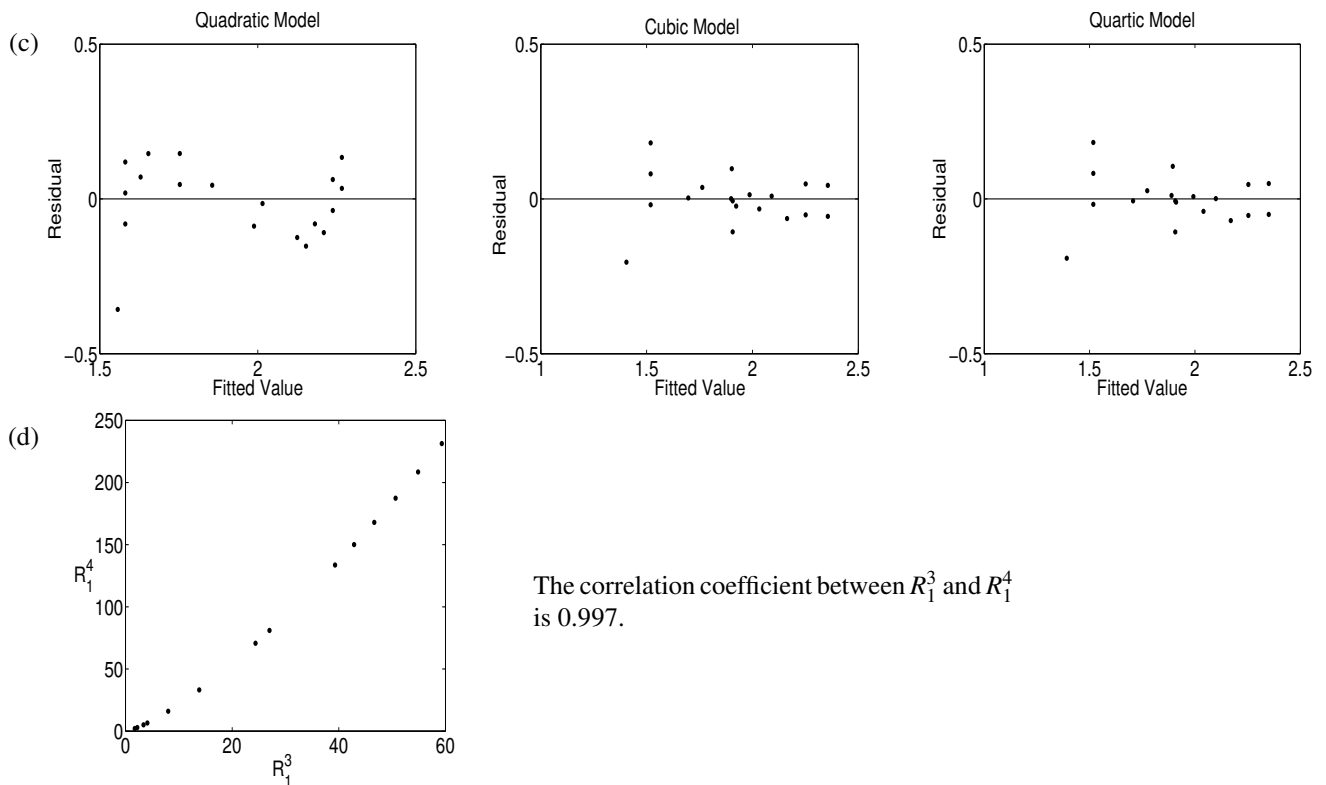 (c)
Quadratic Model
0.5
0
−0.5
1.5 2 2.5
Residual
Fitted Value
Cubic Model
0.5
0
−0.5
1 1.5 2 2.5
Residual
Fitted Value
Quartic Model
0.5
0
−0.5
1 1.5 2 2.5
Residual
Fitted Value
(d)
250
200
150
100
50
0
0 20 40 60
R₁⁴
R₁³
The correlation coefficient between R₁³ and R₁⁴
is 0.997.